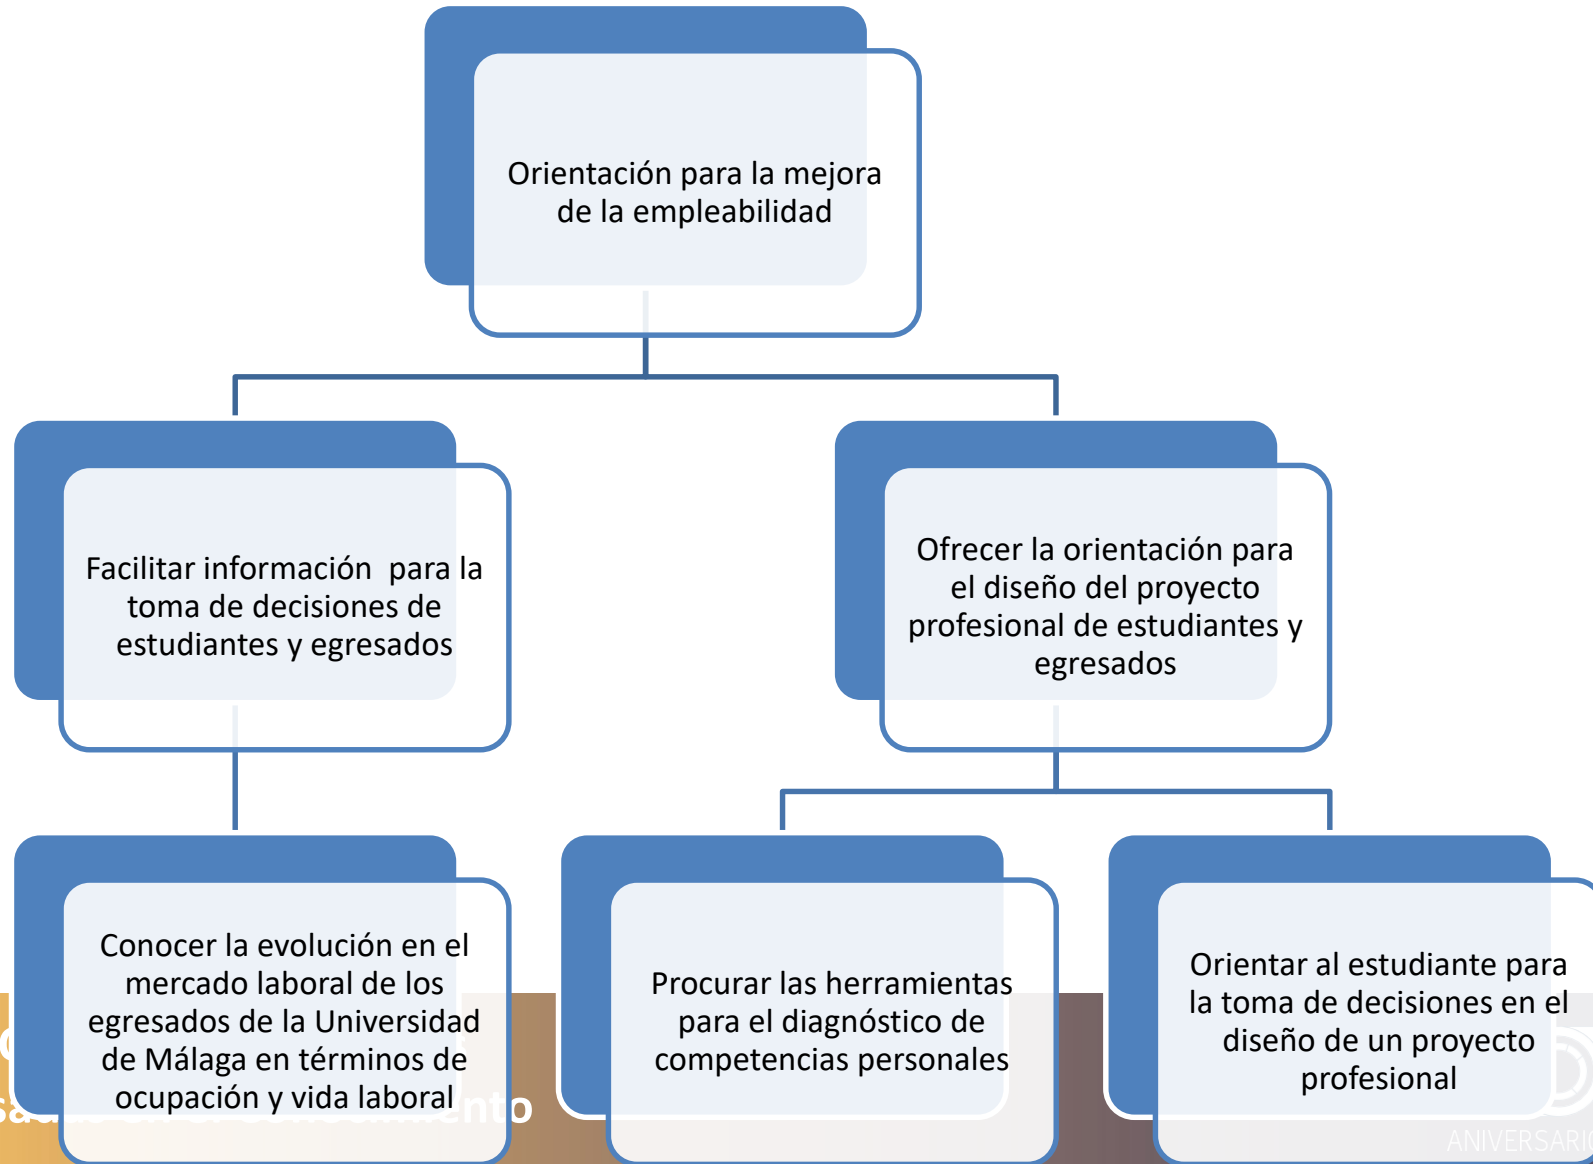 Orientación para la mejora
de la empleabilidad
Facilitar información  para la
toma de decisiones de
estudiantes y egresados
Ofrecer la orientación para
el diseño del proyecto
profesional de estudiantes y
egresados
Conocer la evolución en el
mercado laboral de los
egresados de la Universidad
de Málaga en términos de
ocupación y vida laboral
Procurar las herramientas
para el diagnóstico de
competencias personales
Orientar al estudiante para
la toma de decisiones en el
diseño de un proyecto
profesional
ANIVERSARIO